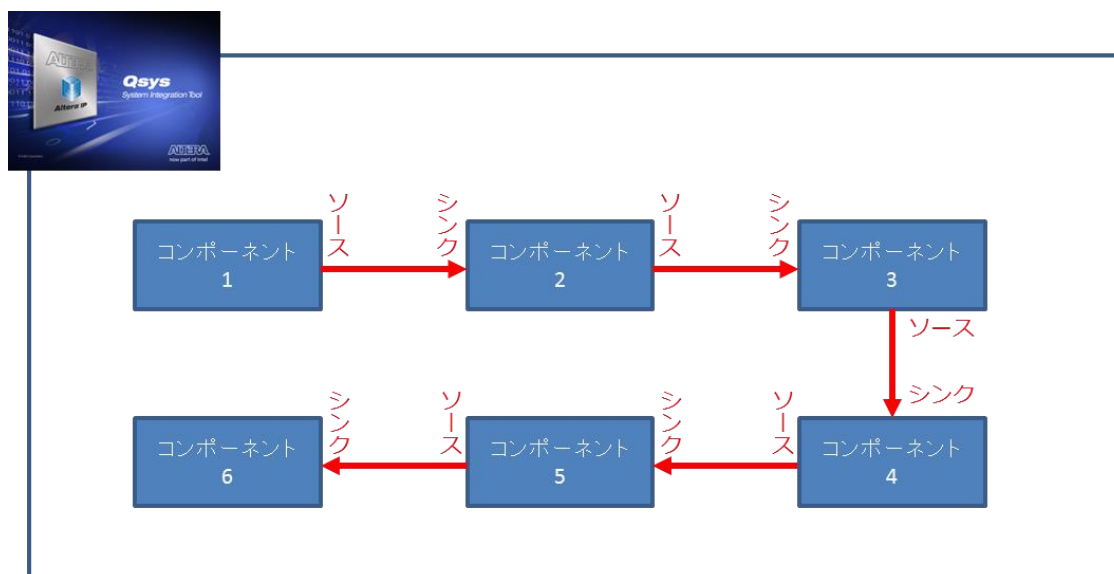 ALTERA
Altera IP
Qsys
System Integration Tool
ALTERA
now part of Intel
ソース
シンク
ソース
シンク
コンポーネント
1
コンポーネント
2
コンポーネント
3
ソース
シンク
シンク
ソース
シンク
ソース
コンポーネント
6
コンポーネント
5
コンポーネント
4